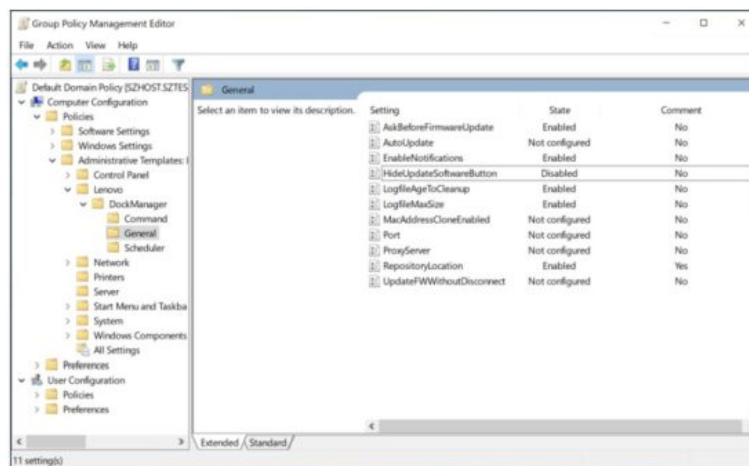 Group Policy Management Editor
File Action View Help
Default Domain Policy [SZHOST.SZTES
Computer Configuration
Policies
Software Settings
Windows Settings
Administrative Templates: I
Control Panel
Lenovo
DockManager
Command
General
Scheduler
Network
Printers
Server
Start Menu and Taskba
System
Windows Components
All Settings
Preferences
User Configuration
Policies
Preferences
General
Select an item to view its description.
Setting State Comment
AskBeforeFirmwareUpdate Enabled No
AutoUpdate Not configured No
EnableNotifications Enabled No
HideUpdateSoftwareButton Disabled No
LogfileAgeToCleanup Enabled No
LogfileMaxSize Enabled No
MacAddressCloneEnabled Not configured No
Port Not configured No
ProxyServer Not configured No
RepositoryLocation Enabled Yes
UpdateFWWithoutDisconnect Not configured No
Extended Standard
11 setting(s)